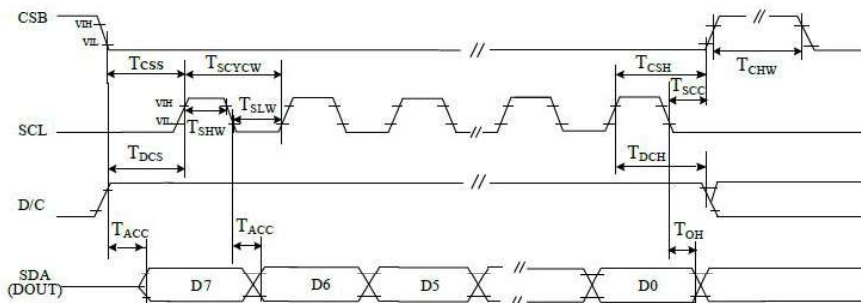 CSB
VIH
VIL
//
//
TCSS
TSCYCW
TCSH
TCHW
TSCC
SCL
VIH
VIL
TSHW
TSLW
//
TDCS
TDCH
D/C
//
TACC
TACC
TOH
SDA
(DOUT)
D7
D6
D5
//
//
D0